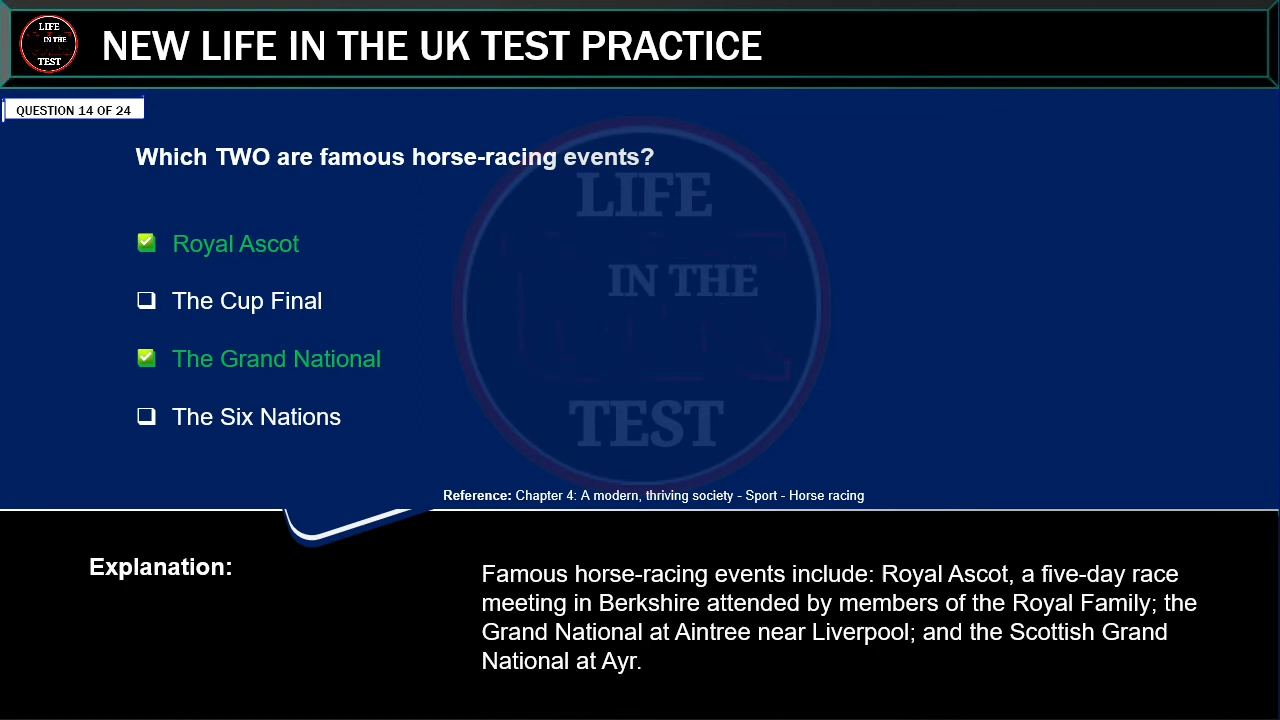 LIFE
IN THE
TEST
NEW LIFE IN THE UK TEST PRACTICE
QUESTION 14 OF 24
Which TWO are famous horse-racing events?
LIFE
IN THE
TEST
Royal Ascot
The Cup Final
The Grand National
The Six Nations
Reference: Chapter 4: A modern, thriving society - Sport - Horse racing
Explanation:
Famous horse-racing events include: Royal Ascot, a five-day race
meeting in Berkshire attended by members of the Royal Family; the
Grand National at Aintree near Liverpool; and the Scottish Grand
National at Ayr.